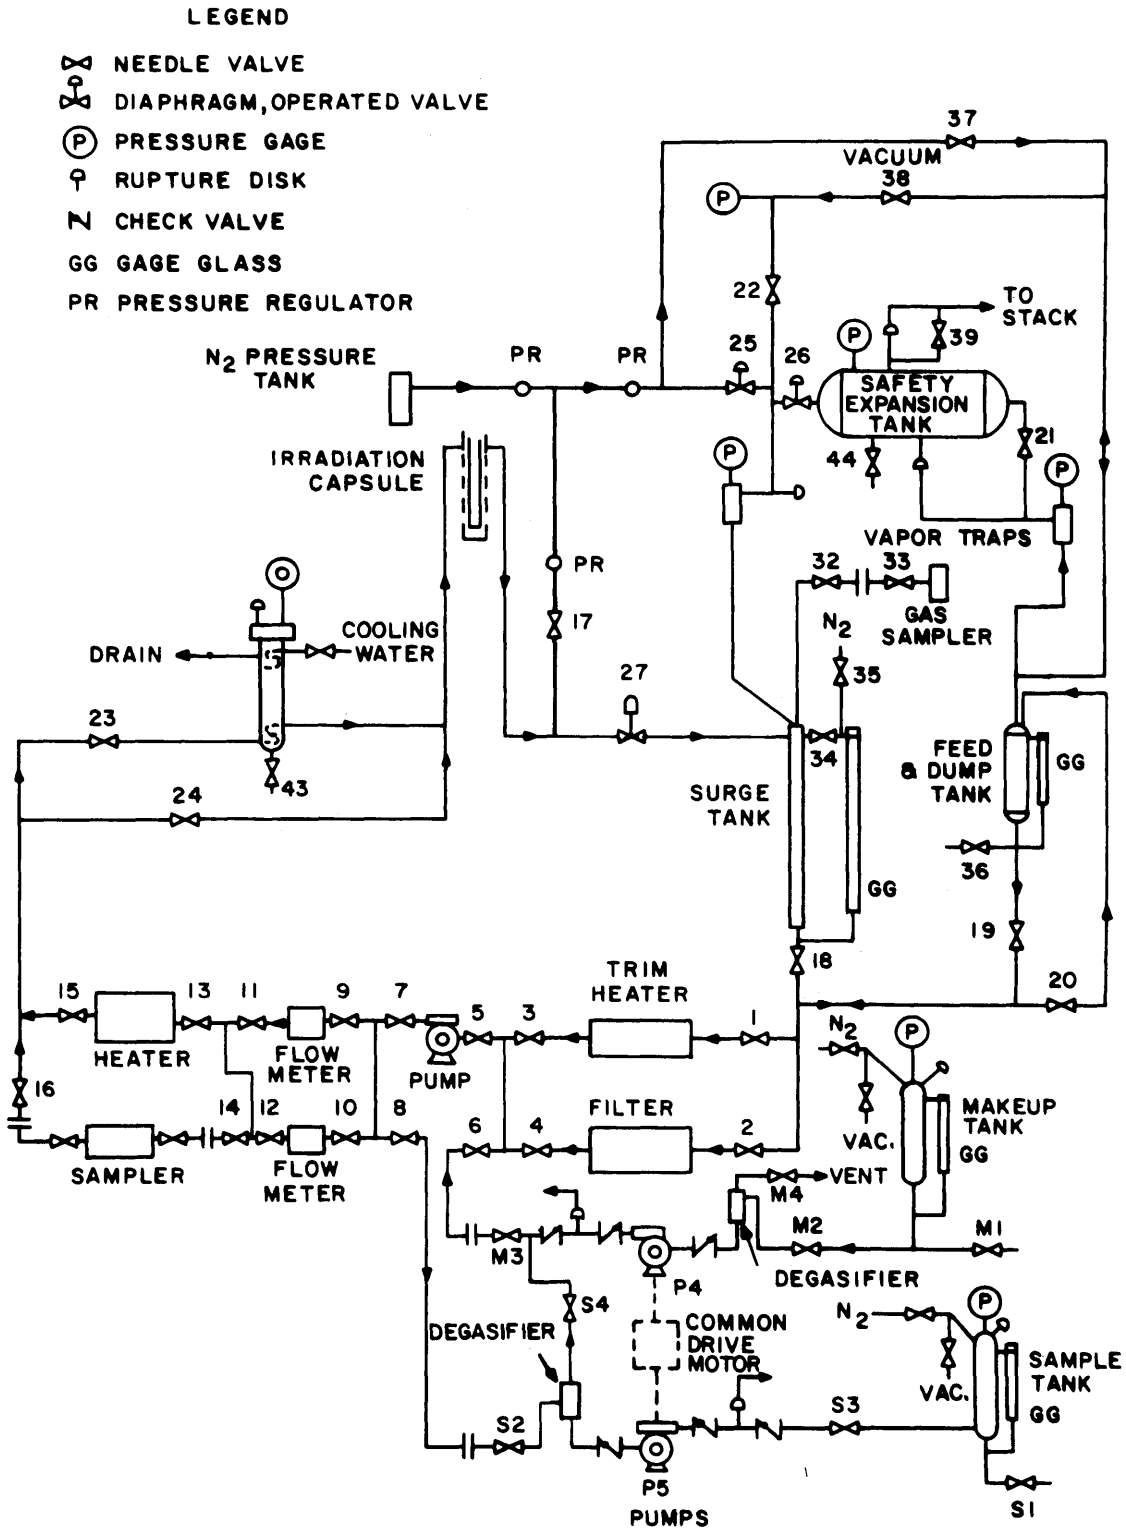 LEGEND
NEEDLE VALVE
DIAPHRAGM, OPERATED VALVE
P PRESSURE GAGE
RUPTURE DISK
CHECK VALVE
GG GAGE GLASS
PR PRESSURE REGULATOR
37
VACUUM
38
P
22
TO
STACK
39
P
N2 PRESSURE
TANK
PR
PR
25
26
SAFETY
EXPANSION
TANK
21
44
P
P
IRRADIATION
CAPSULE
VAPOR TRAPS
PR
17
32
33
GAS
SAMPLER
N2
35
COOLING
WATER
DRAIN
27
23
34
43
24
SURGE
TANK
GG
FEED
& DUMP
TANK
GG
36
19
18
20
15
13
11
9
7
5
3
TRIM
HEATER
1
HEATER
FLOW
METER
PUMP
N2
P
16
14
12
10
8
6
4
FILTER
2
VAC.
MAKEUP
TANK
GG
SAMPLER
FLOW
METER
M4
VENT
M3
M2
M1
P4
DEGASIFIER
S4
DEGASIFIER
COMMON
DRIVE
MOTOR
N2
P
VAC.
SAMPLE
TANK
GG
S2
S3
P5
PUMPS
S1